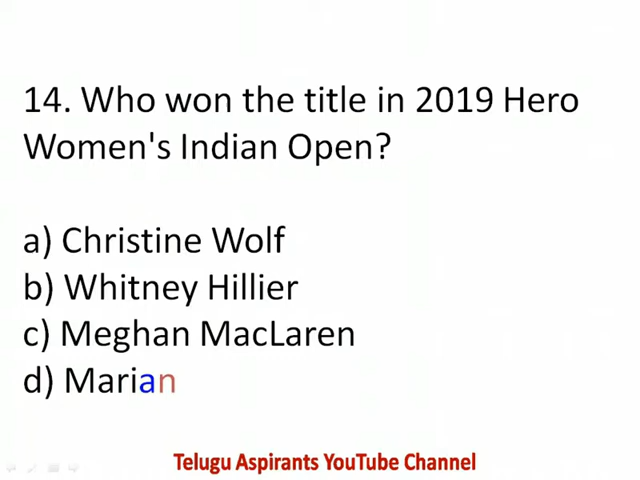 14. Who won the title in 2019 Hero
Women's Indian Open?
a) Christine Wolf
b) Whitney Hillier
c) Meghan MacLaren
d) Marian
Telugu Aspirants YouTube Channel